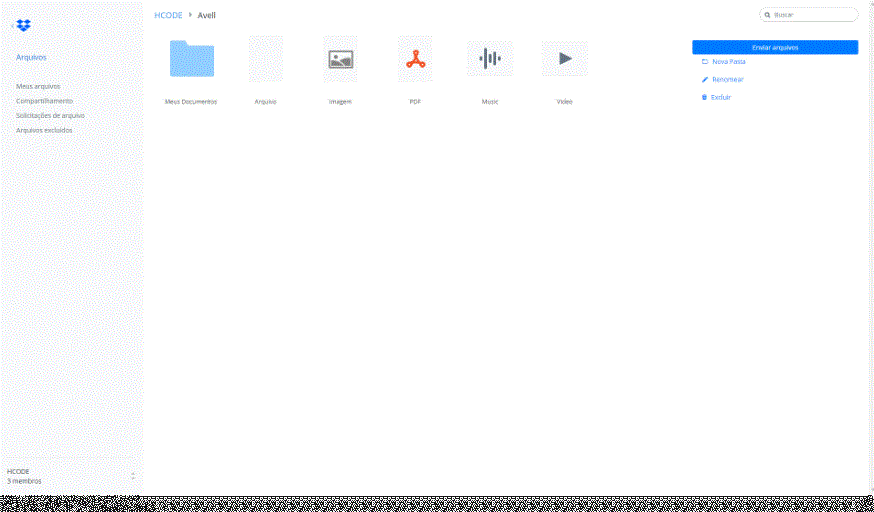 HCODE Avell
Buscar
Arquivos
Meus arquivos
Compartilhamento
Solicitações de arquivo
Arquivos excluídos
Meus Documentos
Arquivo
Imagem
PDF
Music
Vídeo
Enviar arquivos
Nova Pasta
Renomear
Excluir
HCODE
3 membros